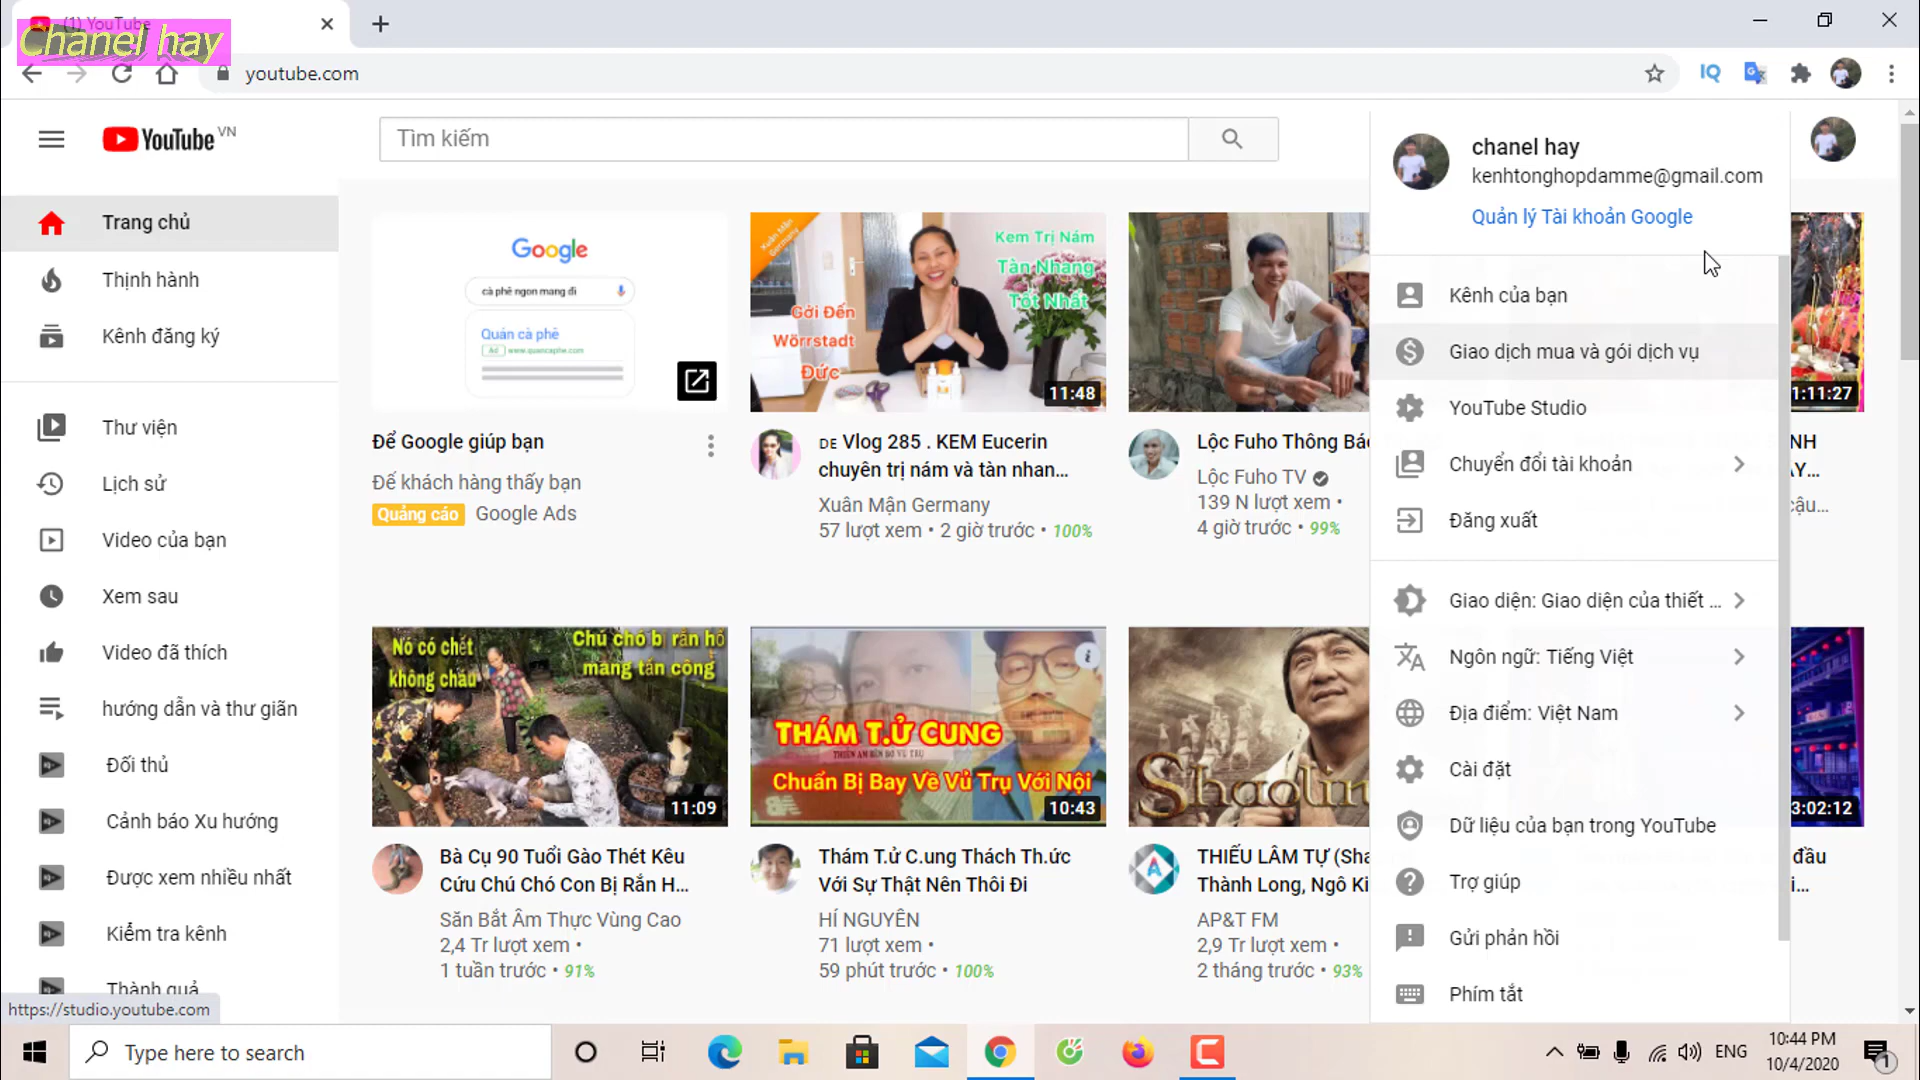 (1) YouTube
Chanel hay
youtube.com
YouTube VN
Tìm kiếm
Trang chủ
Thịnh hành
Kênh đăng ký
Thư viện
Lịch sử
Video của bạn
Xem sau
Video đã thích
hướng dẫn và thư giãn
Đối thủ
Cảnh báo Xu hướng
Được xem nhiều nhất
Kiểm tra kênh
Thành quả
https://studio.youtube.com
Google
cà phê ngon mang đi
Quán cà phê
Ad www.quancaphe.com
Để Google giúp bạn
Để khách hàng thấy bạn
Quảng cáo Google Ads
Xuân Mận
Germany
Kem Trị Nám
Tàn Nhang
Tốt Nhất
Gởi Đến
Wörrstadt
Đức
11:48
DE Vlog 285 . KEM Eucerin
chuyên trị nám và tàn nhan...
Xuân Mận Germany
57 lượt xem • 2 giờ trước • 100%
Lộc Fuho Thông Bá
Lộc Fuho TV
139 N lượt xem •
4 giờ trước • 99%
1:11:27
Nó có chết
không cháu
Chú chó bị rắn hổ
mang tấn công
11:09
Bà Cụ 90 Tuổi Gào Thét Kêu
Cứu Chú Chó Con Bị Rắn H...
Săn Bắt Ẩm Thực Vùng Cao
2,4 Tr lượt xem •
1 tuần trước • 91%
THÁM T.Ử CUNG
Chuẩn Bị Bay Về Vủ Trụ Với Nội
10:43
Thám T.ử C.ung Thách Th.ức
Với Sự Thật Nên Thôi Đi
HÍ NGUYÊN
71 lượt xem •
59 phút trước • 100%
Shaolin
THIẾU LÂM TỰ (Sha
Thành Long, Ngô Ki
AP&T FM
2,9 Tr lượt xem •
2 tháng trước • 93%
3:02:12
đầu
i...
chanel hay
kenhtonghopdamme@gmail.com
Quản lý Tài khoản Google
Kênh của bạn
Giao dịch mua và gói dịch vụ
YouTube Studio
Chuyển đổi tài khoản
Đăng xuất
Giao diện: Giao diện của thiết ...
Ngôn ngữ: Tiếng Việt
Địa điểm: Việt Nam
Cài đặt
Dữ liệu của bạn trong YouTube
Trợ giúp
Gửi phản hồi
Phím tắt
Type here to search
ENG
10:44 PM
10/4/2020
1